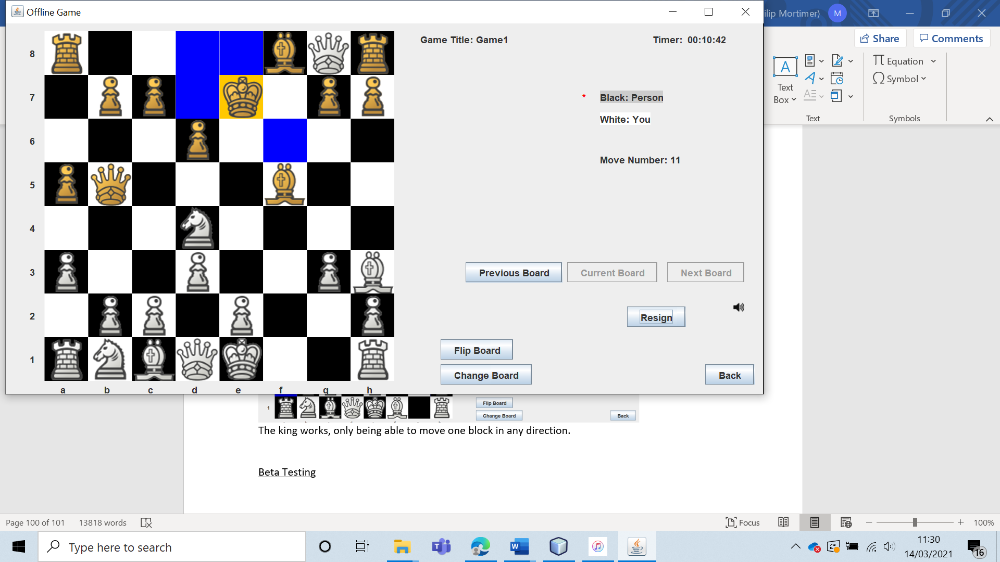 Offline Game
ilip Mortimer)
M
Share
Comments
8
Game Title: Game1
Timer: 00:10:42
A
Text
Box
Equation
Symbol
Text
Symbols
7
* Black: Person
White: You
6
Move Number: 11
5
4
3
Previous Board
Current Board
Next Board
2
Resign
Flip Board
1
Change Board
Back
a b c d e f g h
1
Flip Board
Change Board
Back
The king works, only being able to move one block in any direction.
Beta Testing
Page 100 of 101
13818 words
Focus
100%
Type here to search
T
W
11:30
14/03/2021
16